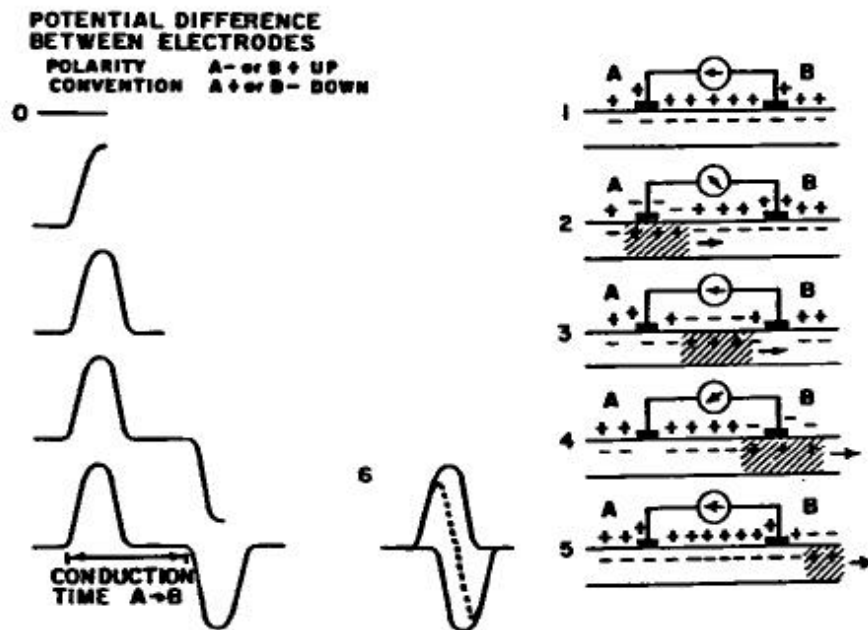 POTENTIAL DIFFERENCE
BETWEEN ELECTRODES
POLARITY A- or B + UP
CONVENTION A+ or B- DOWN
0
CONDUCTION
TIME A→B
6
A B
1
A B
2
A B
3
A B
4
A B
5